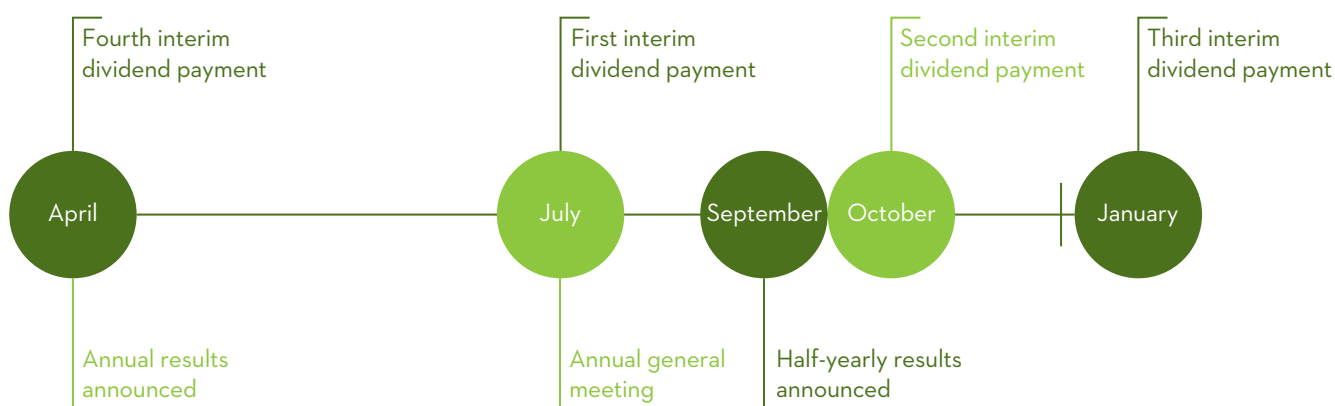 Fourth interim
dividend payment
First interim
dividend payment
Second interim
dividend payment
Third interim
dividend payment
April
July
September
October
January
Annual results
announced
Annual general
meeting
Half-yearly results
announced